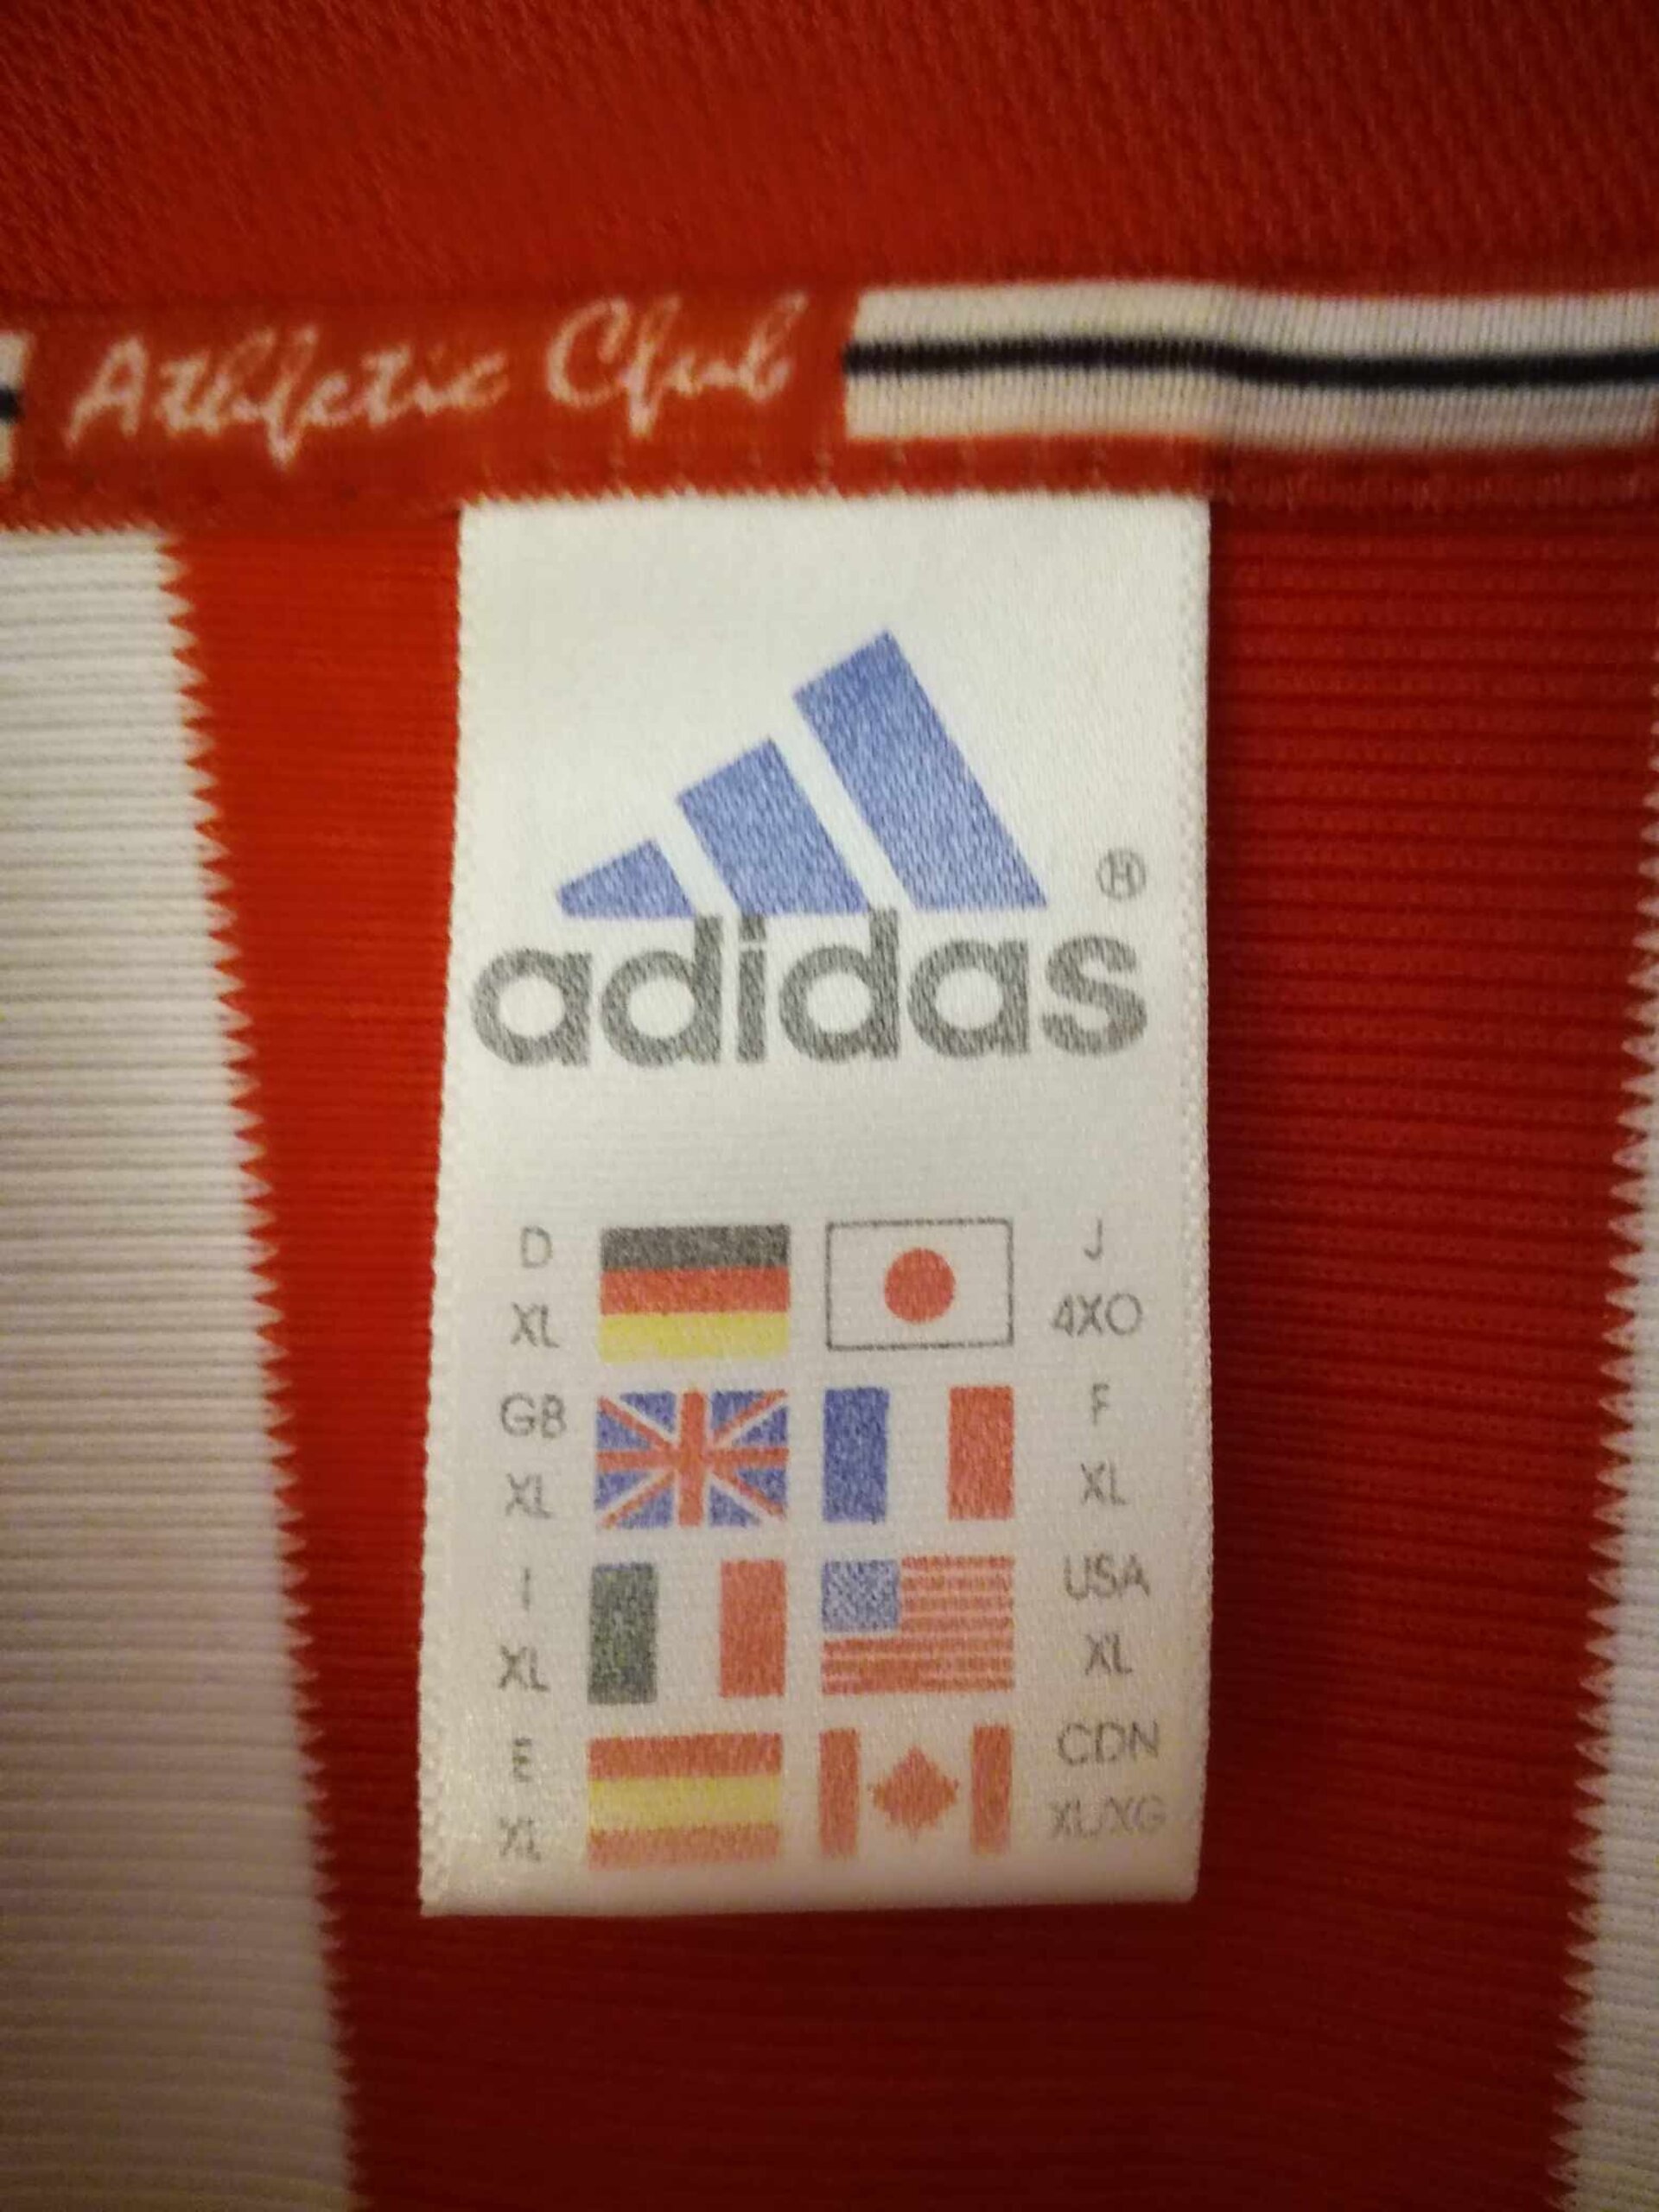 Athletic Club
adidas®
D J
XL 4XO
GB F
XL XL
I USA
XL XL
E CDN
XL XL/XG